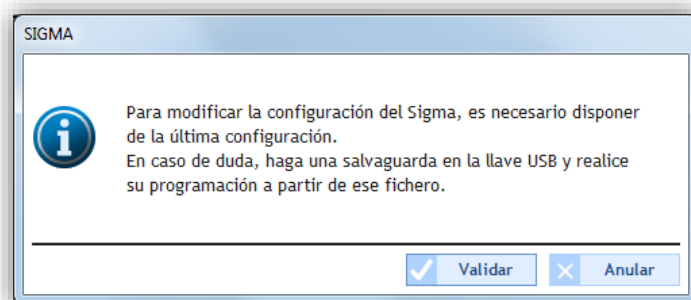 SIGMA
Para modificar la configuración del Sigma, es necesario disponer
de la última configuración.
En caso de duda, haga una salvaguarda en la llave USB y realice
su programación a partir de ese fichero.
Validar
Anular